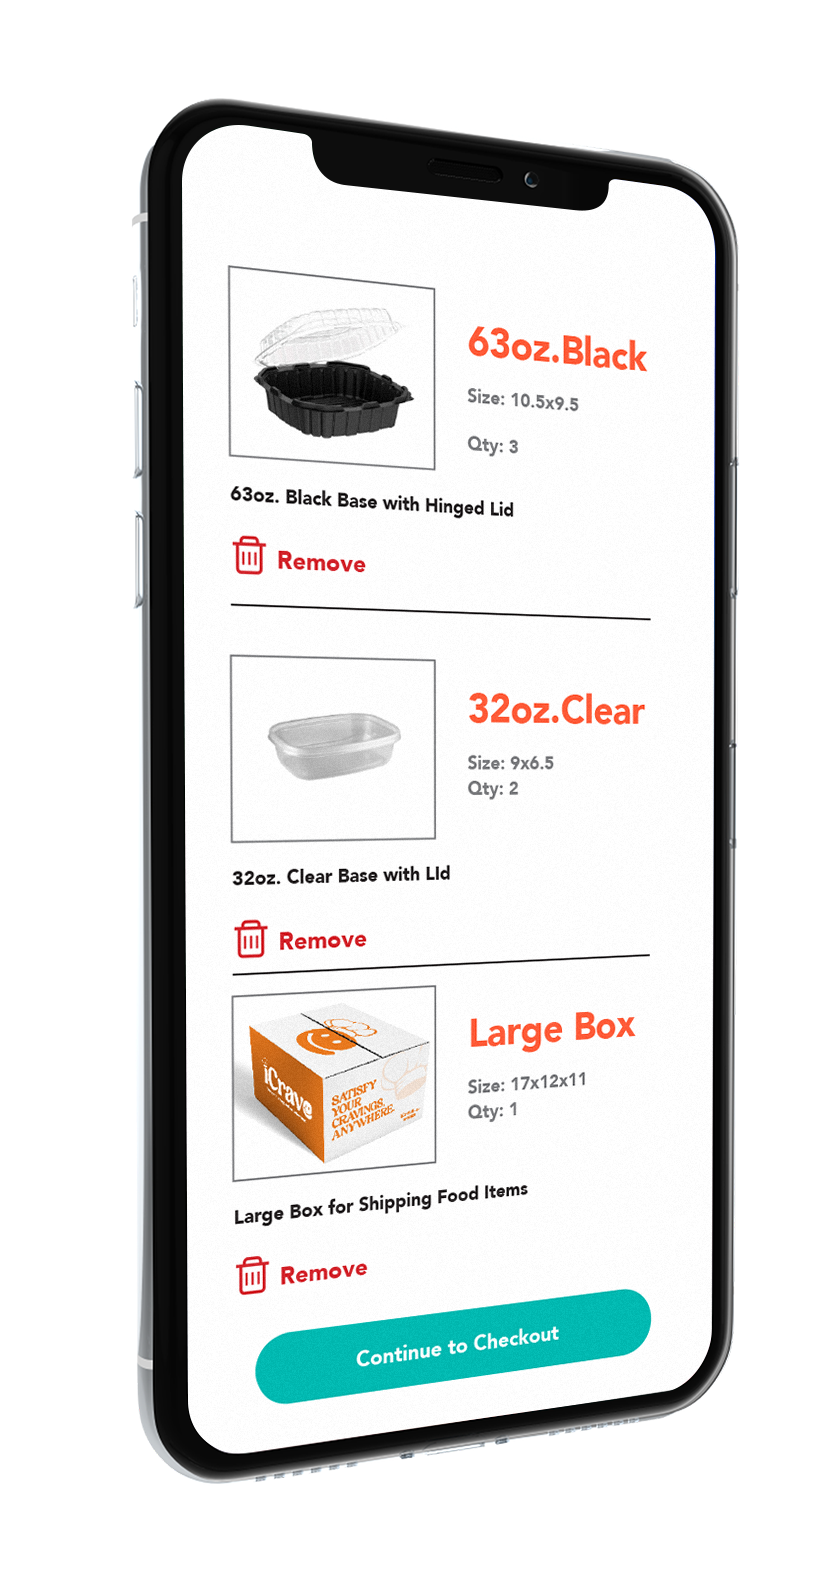 63oz.Black
Size: 10.5x9.5
Qty: 3
63oz. Black Base with Hinged Lid
Remove
32oz.Clear
Size: 9x6.5
Qty: 2
32oz. Clear Base with LId
Remove
iCrave
SATISFY
YOUR
CRAVINGS.
ANYWHERE.
Large Box
Size: 17x12x11
Qty: 1
Large Box for Shipping Food Items
Remove
Continue to Checkout